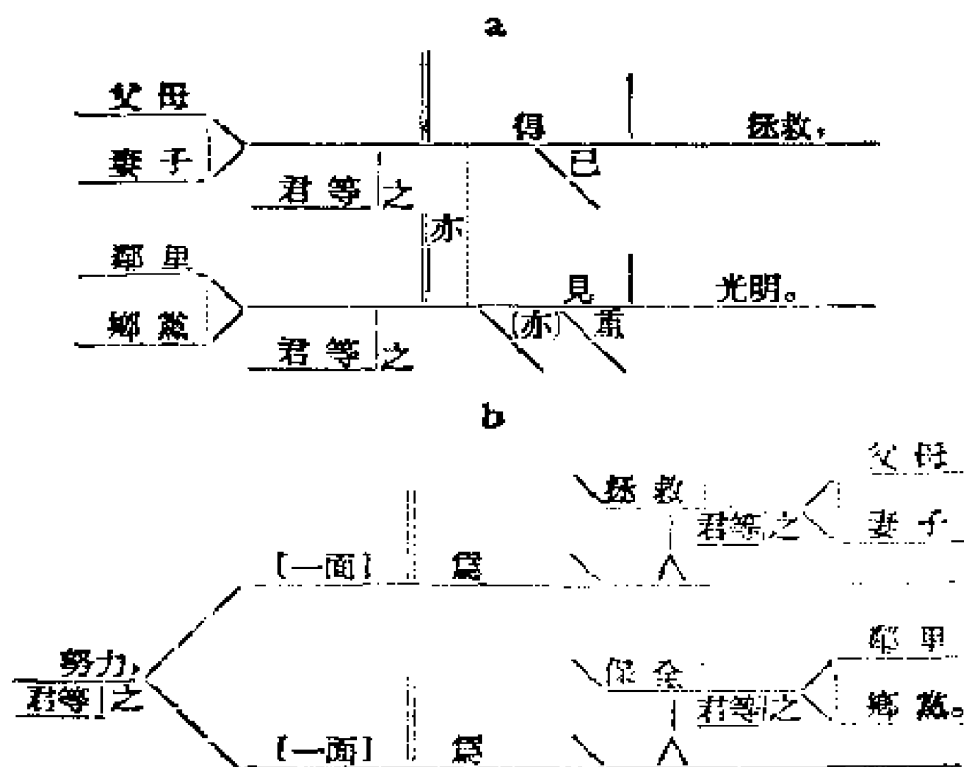 a
父母
得
拯救，
妻子
已
君等之
亦
鄰里
見
光明。
鄉黨
(亦)
重
君等之
b
父母
拯救
君等之
妻子
[一面]
爲
鄰里
努力，
保全
君等之
君等之
鄉黨。
[一面]
爲